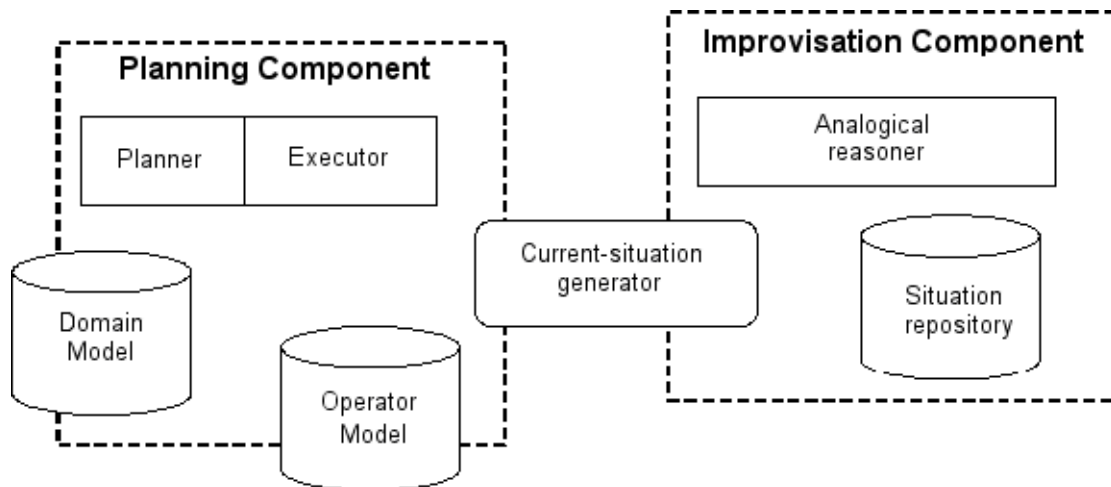 Planning Component
Improvisation Component
Planner
Executor
Analogical
reasoner
Current-situation
generator
Domain
Model
Operator
Model
Situation
repository